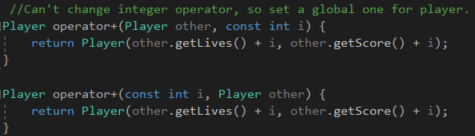 //Can't change integer operator, so set a global one for player.
Player operator+(Player other, const int i) {
    return Player(other.getLives() + i, other.getScore() + i);
}
Player operator+(const int i, Player other) {
    return Player(other.getLives() + i, other.getScore() + i);
}